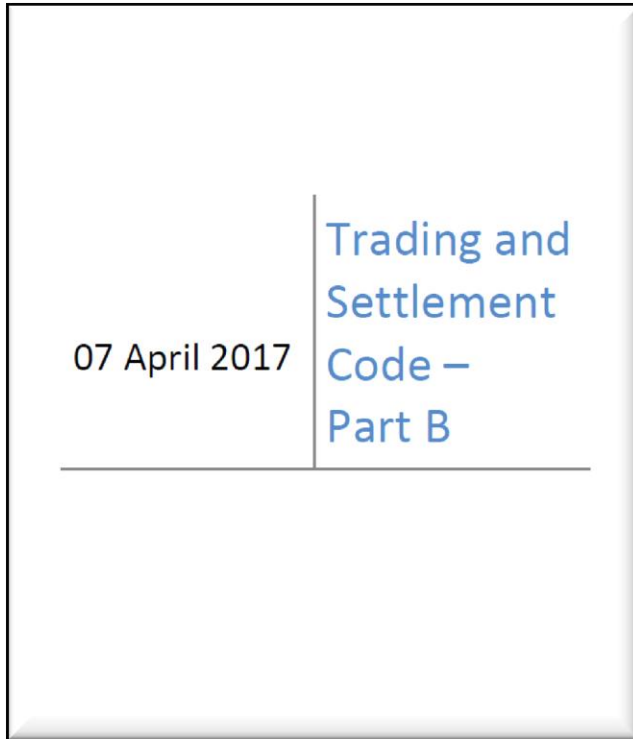 07 April 2017
Trading and
Settlement
Code –
Part B